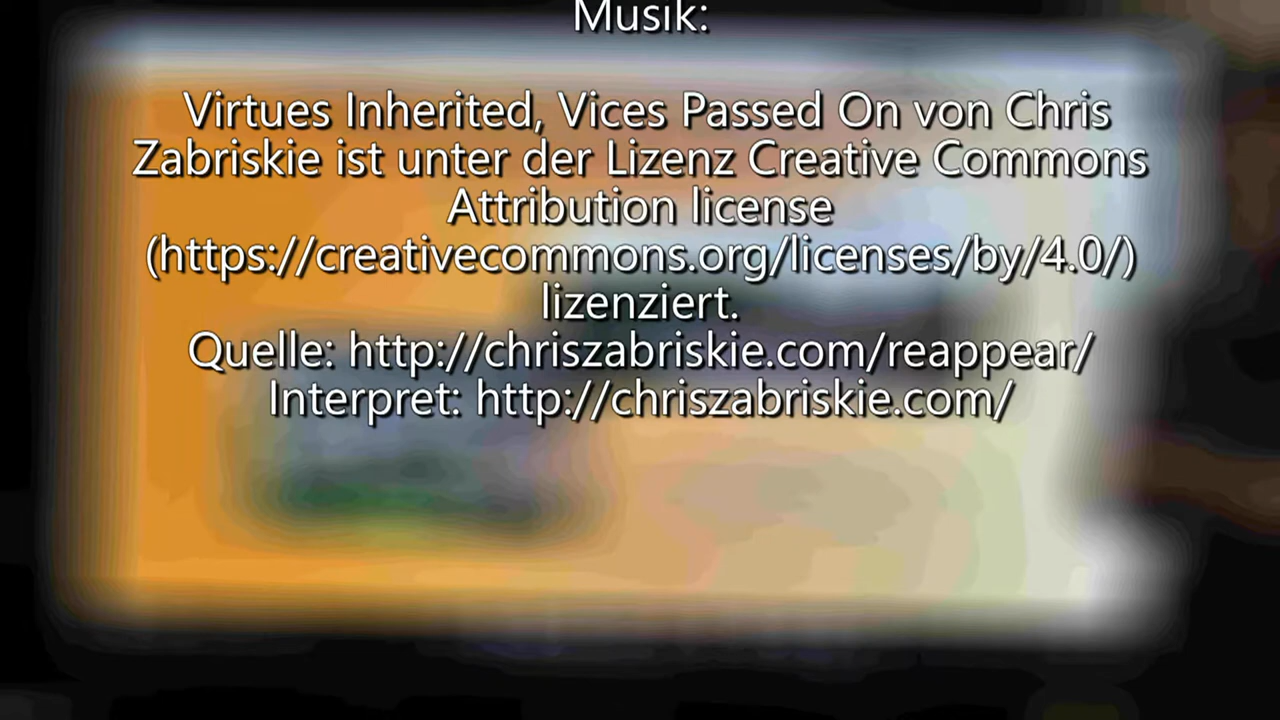 Musik:
Virtues Inherited, Vices Passed On von Chris
Zabriskie ist unter der Lizenz Creative Commons
Attribution license
(https://creativecommons.org/licenses/by/4.0/)
lizenziert.
Quelle: http://chriszabriskie.com/reappear/
Interpret: http://chriszabriskie.com/